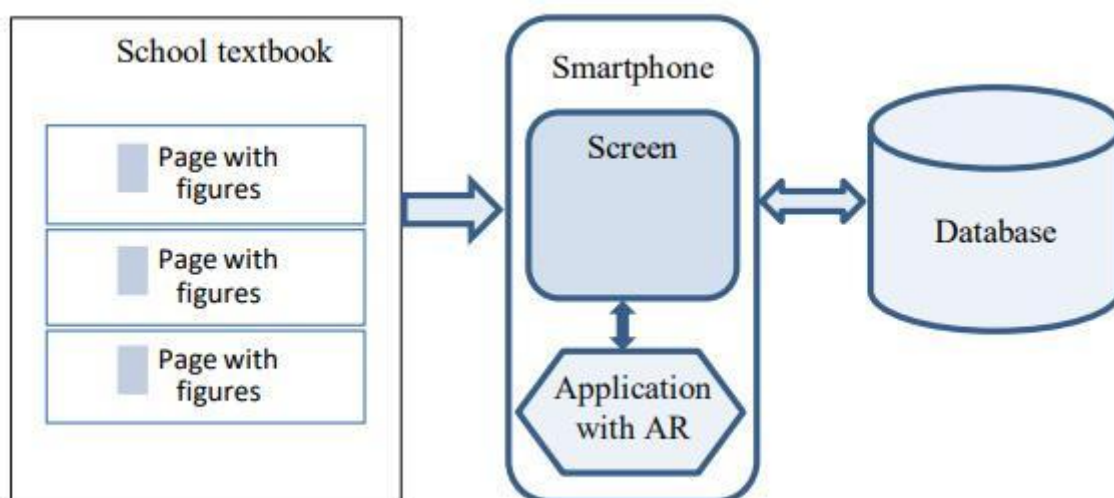 School textbook
Page with
figures
Page with
figures
Page with
figures
Smartphone
Screen
Application
with AR
Database